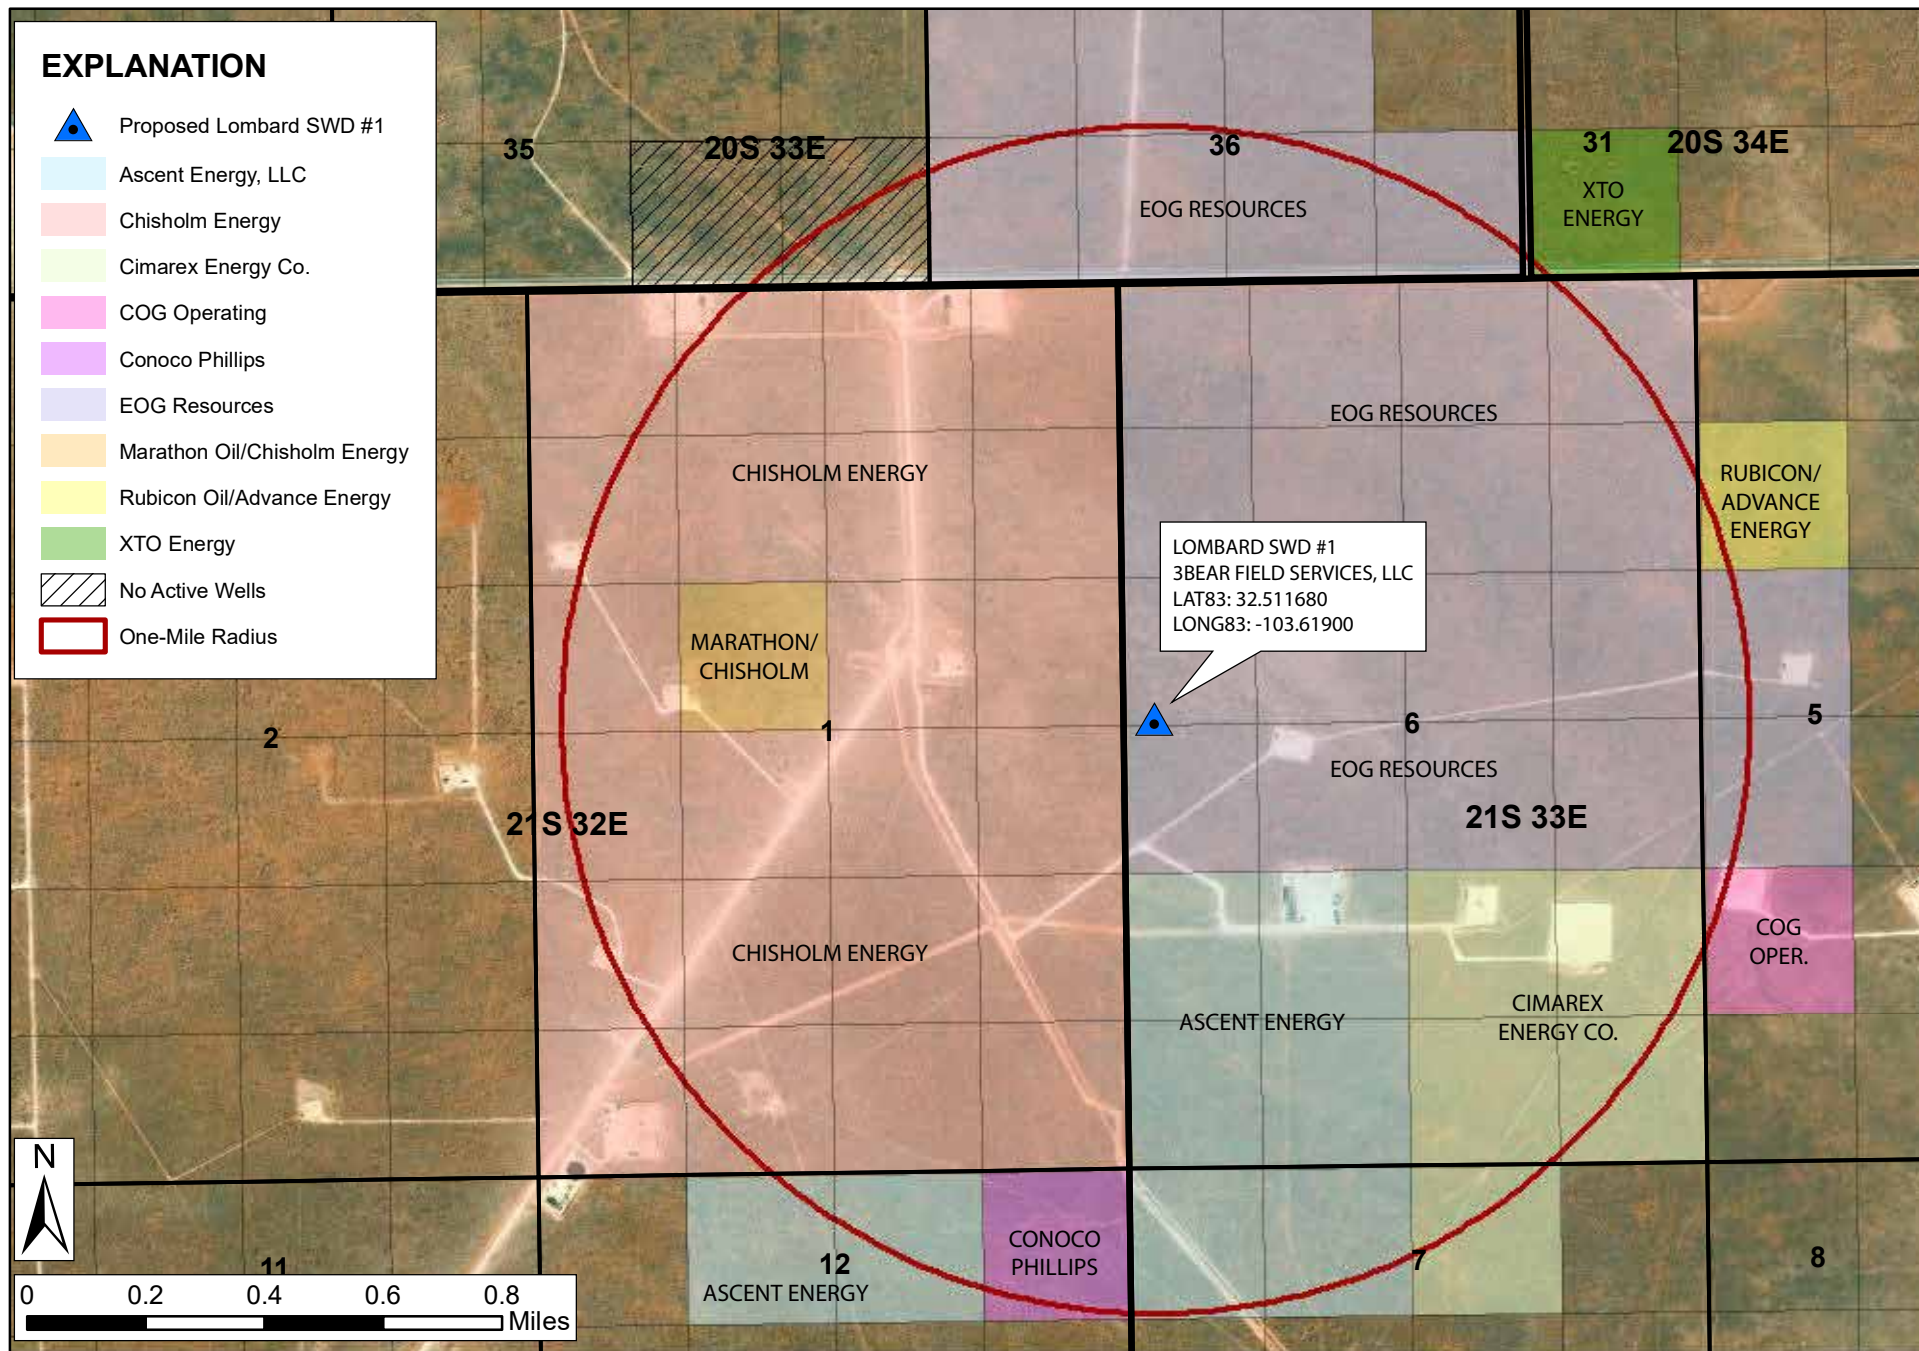 EXPLANATION
Proposed Lombard SWD #1
Ascent Energy, LLC
Chisholm Energy
Cimarex Energy Co.
COG Operating
Conoco Phillips
EOG Resources
Marathon Oil/Chisholm Energy
Rubicon Oil/Advance Energy
XTO Energy
No Active Wells
One-Mile Radius
35
20S 33E
36
31
20S 34E
EOG RESOURCES
XTO
ENERGY
EOG RESOURCES
CHISHOLM ENERGY
RUBICON/
ADVANCE
ENERGY
LOMBARD SWD #1
3BEAR FIELD SERVICES, LLC
LAT83: 32.511680
LONG83: -103.61900
MARATHON/
CHISHOLM
2
1
6
5
EOG RESOURCES
21S 32E
21S 33E
CHISHOLM ENERGY
COG
OPER.
ASCENT ENERGY
CIMAREX
ENERGY CO.
N
11
12
ASCENT ENERGY
CONOCO
PHILLIPS
7
8
0 0.2 0.4 0.6 0.8
Miles